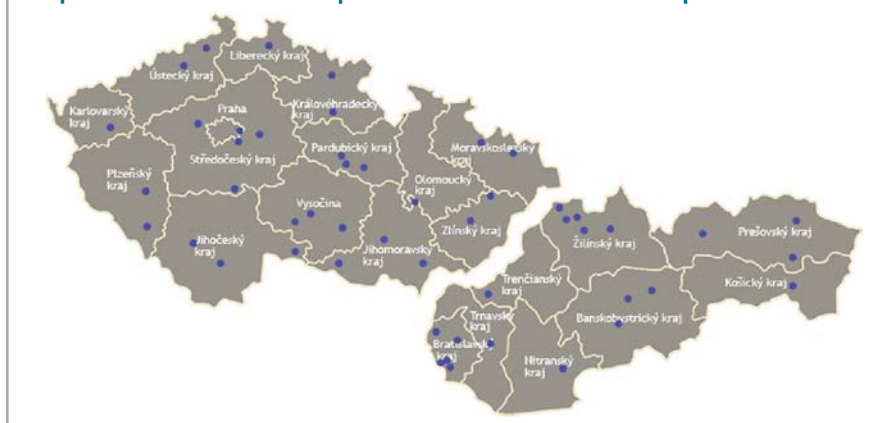 Liberecký kraj
Ústecký kraj
Karlovarský
kraj
Praha
Královéhradecký
kraj
Středočeský kraj
Pardubický kraj
Moravskoslezský
kraj
Plzeňský
kraj
Olomoucký
kraj
Vysočina
Zlínský kraj
Jihočeský
kraj
Jihomoravský
kraj
Žilinský kraj
Prešovský kraj
Trenčianský
kraj
Košický kraj
Trnavský
kraj
Banskobystrický kraj
Bratislavský
kraj
Nitranský
kraj